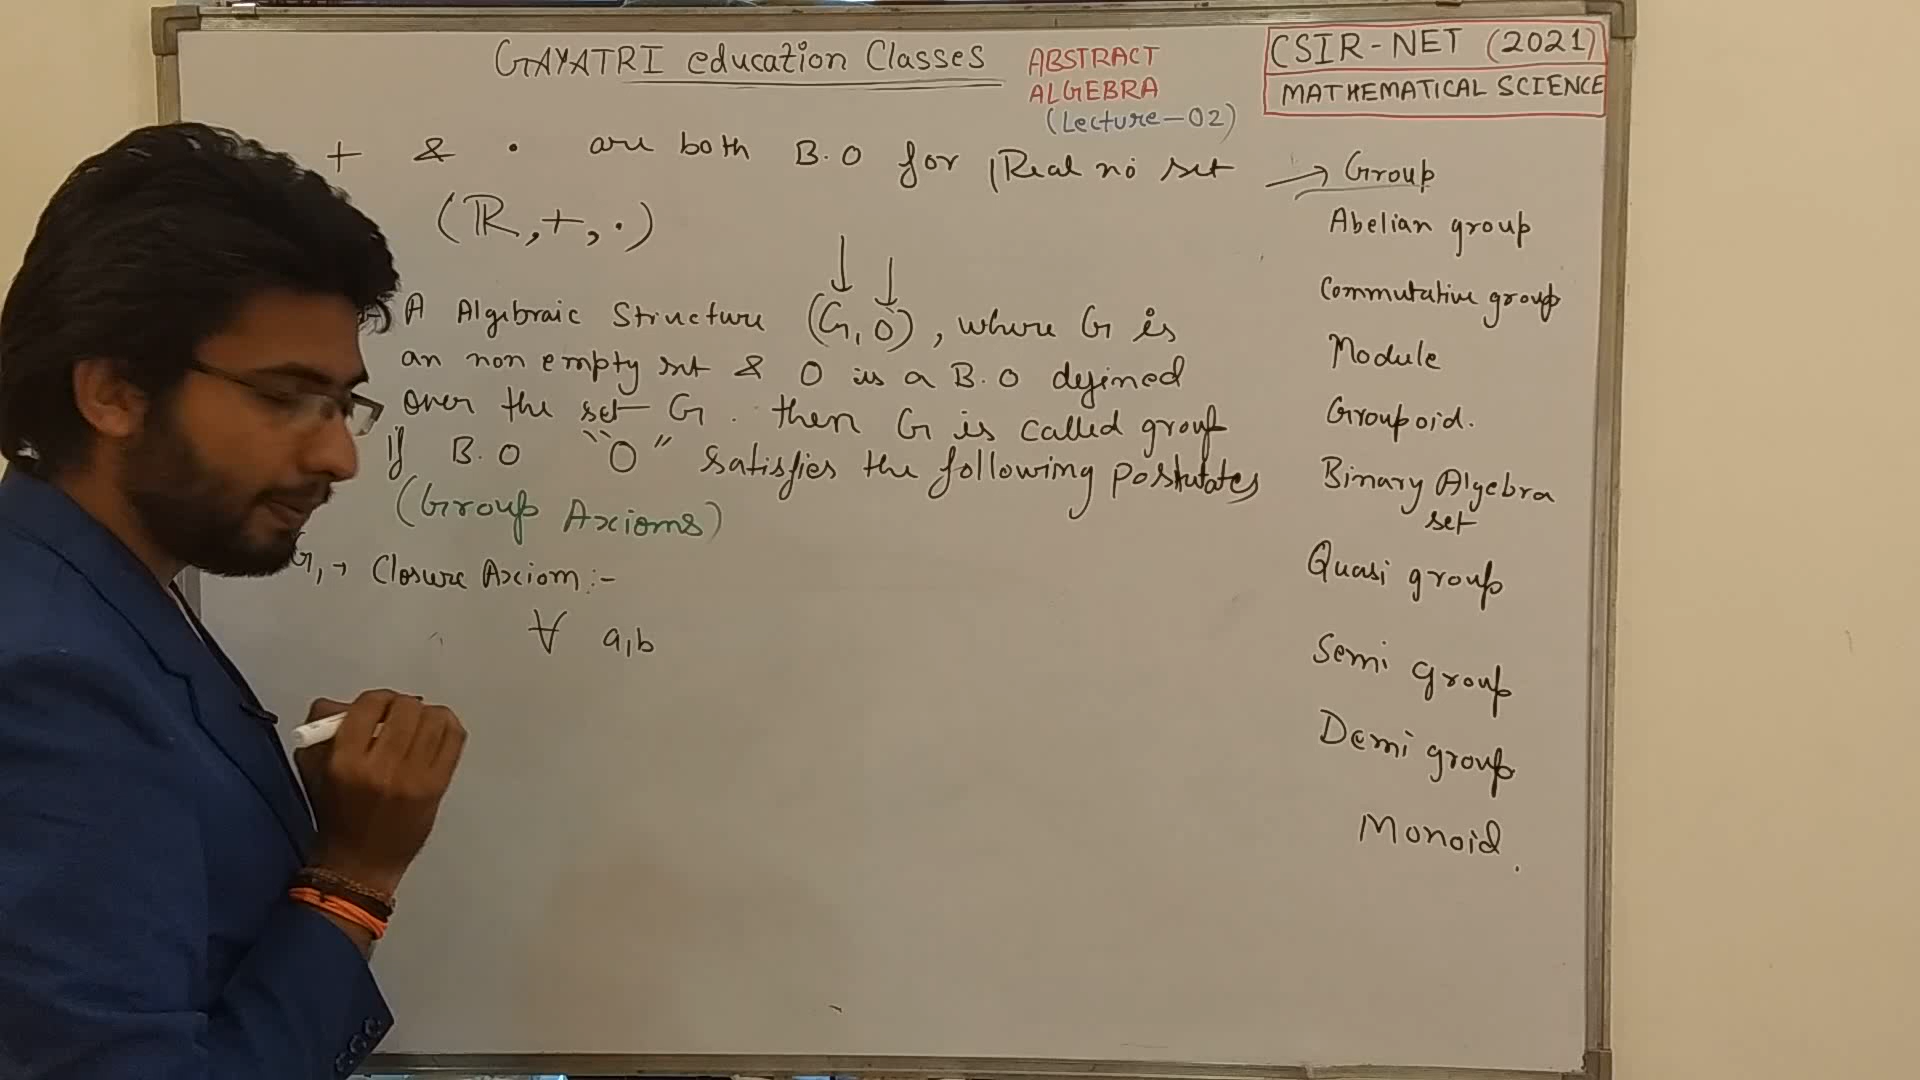 GAYATRI education Classes
ABSTRACT
ALGEBRA
(Lecture-02)
CSIR-NET (2021)
MATHEMATICAL SCIENCE
+ & · are both B.O for Real no set
(ℝ,+,·)
A Algebraic Structure (G,O), where G is
an non empty set & O is a B.O defined
over the set G. then G is called group
If B.O "O" satisfies the following postutates
(Group Axioms)
G₁→ Closure Axiom:-
∀ a,b
→ Group
Abelian group
Commutative group
Module
Groupoid.
Binary Algebra
set
Quasi group
Semi group
Demi group
Monoid.